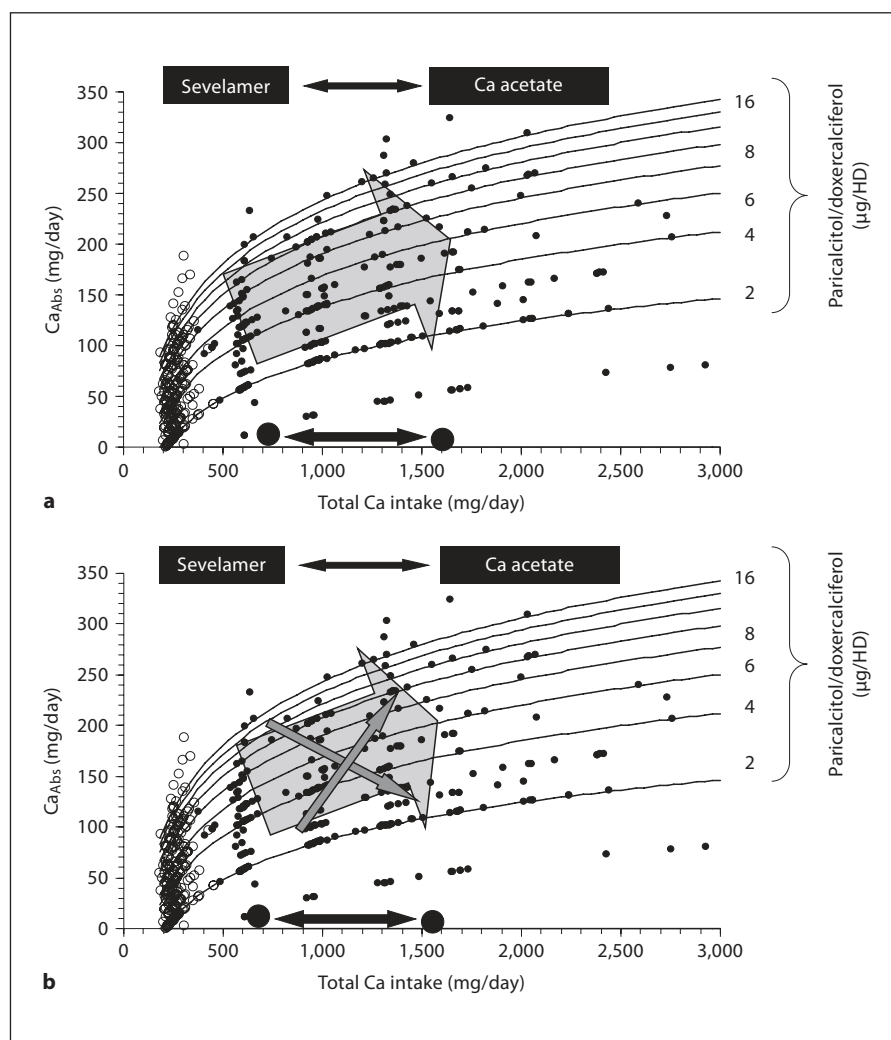 Sevelamer
Ca acetate
350
300
250
200
150
100
50
0
Ca_Abs (mg/day)
16
8
6
4
2
Paricalcitol/doxercalciferol
(µg/HD)
0 500 1,000 1,500 2,000 2,500 3,000
a
Total Ca intake (mg/day)
Sevelamer
Ca acetate
350
300
250
200
150
100
50
0
Ca_Abs (mg/day)
16
8
6
4
2
Paricalcitol/doxercalciferol
(µg/HD)
0 500 1,000 1,500 2,000 2,500 3,000
b
Total Ca intake (mg/day)